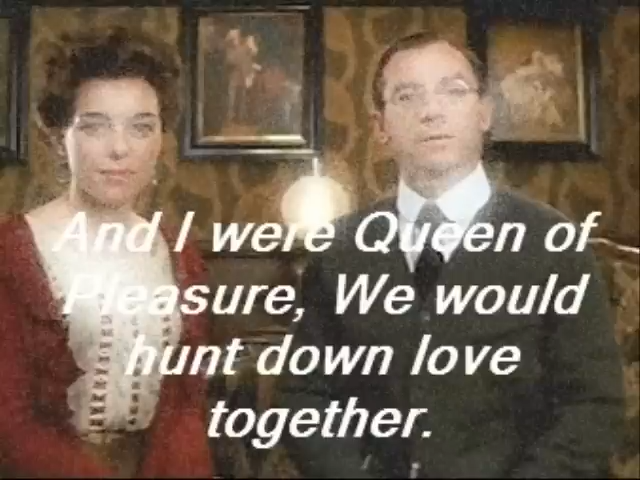 And I were Queen of
Pleasure, We would
hunt down love
together.